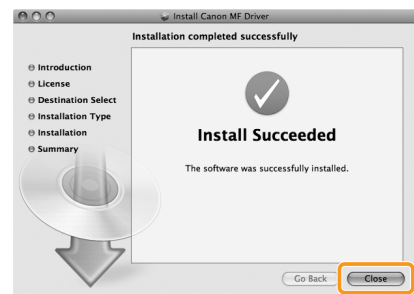 Install Canon MF Driver
Installation completed successfully
Introduction
License
Destination Select
Installation Type
Installation
Summary
Install Succeeded
The software was successfully installed.
Go Back
Close